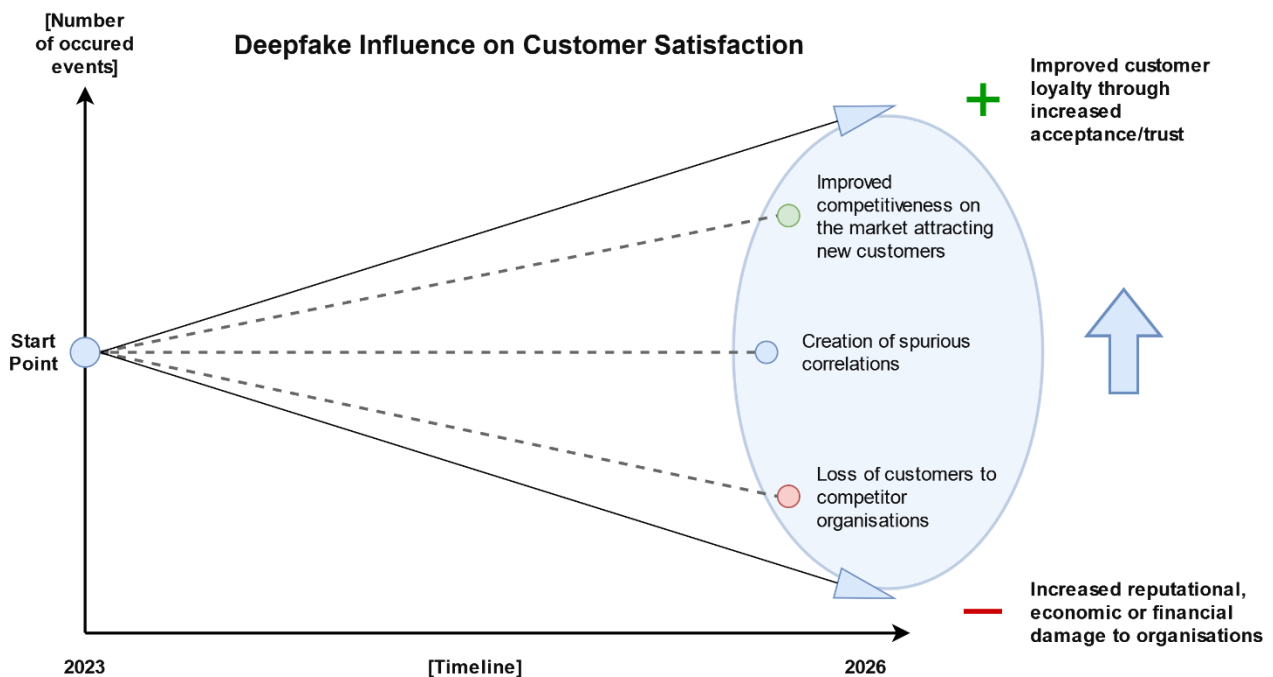 [Number
of occured
events]
Deepfake Influence on Customer Satisfaction
Improved customer
loyalty through
increased
acceptance/trust
Improved
competitiveness on
the market attracting
new customers
Start
Point
Creation of spurious
correlations
Loss of customers to
competitor
organisations
Increased reputational,
economic or financial
damage to organisations
2023
[Timeline]
2026